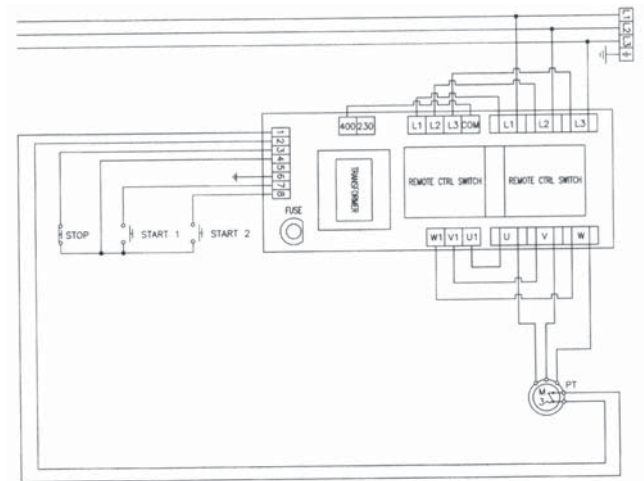 L1
L2
L3
400 230
L1 L2 L3 COM
L1 L2 L3
1
2
3
4
5
6
7
8
TRANSFORMER
REMOTE CTRL SWITCH
REMOTE CTRL SWITCH
FUSE
STOP
START 1
START 2
W1 V1 U1
U V W
PT
M
3